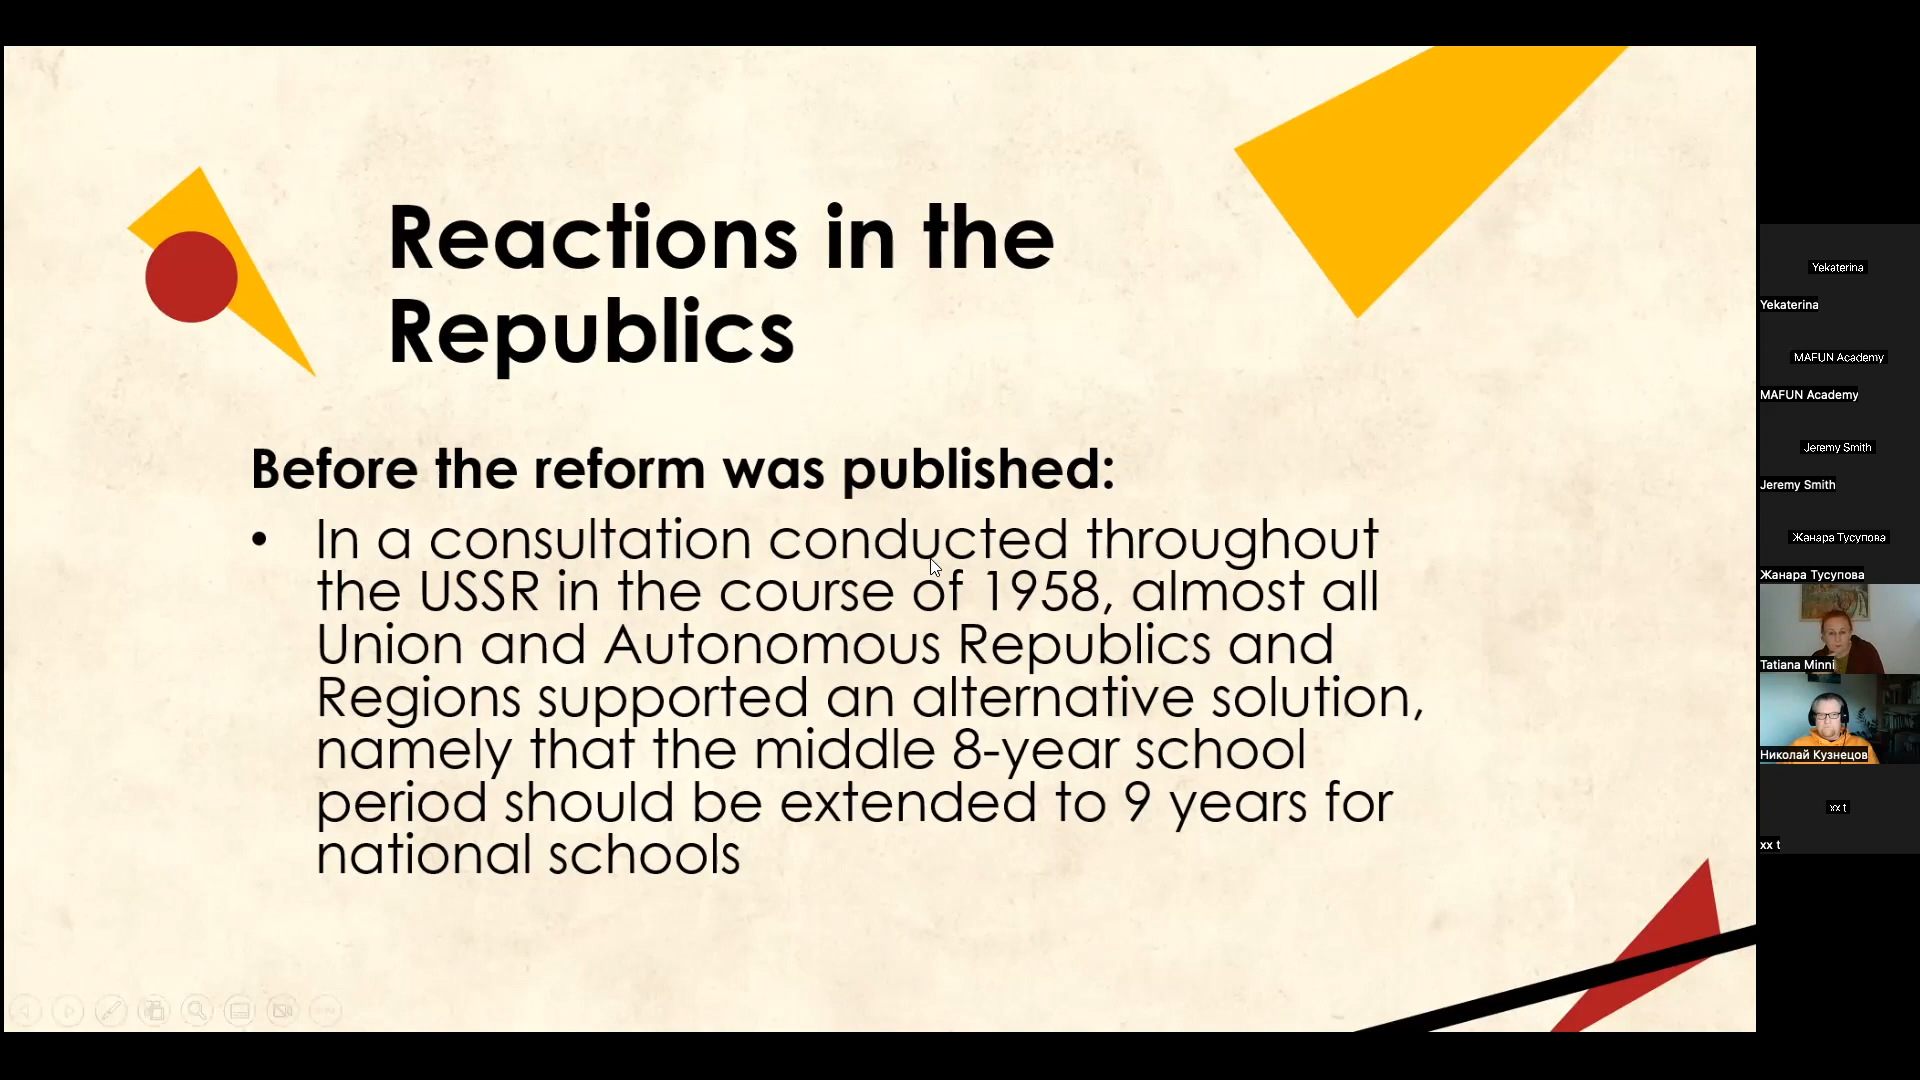 Reactions in the
Republics
Before the reform was published:
• In a consultation conducted throughout
the USSR in the course of 1958, almost all
Union and Autonomous Republics and
Regions supported an alternative solution,
namely that the middle 8-year school
period should be extended to 9 years for
national schools
Yekaterina
Yekaterina
MAFUN Academy
MAFUN Academy
Jeremy Smith
Jeremy Smith
Жанара Тусупова
Жанара Тусупова
Tatiana Minni
Николай Кузнецов
xx t
xx t